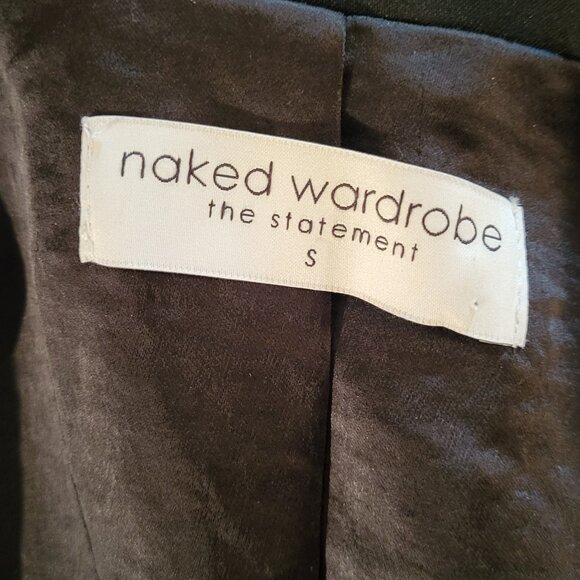 naked wardrobe
the statement
S